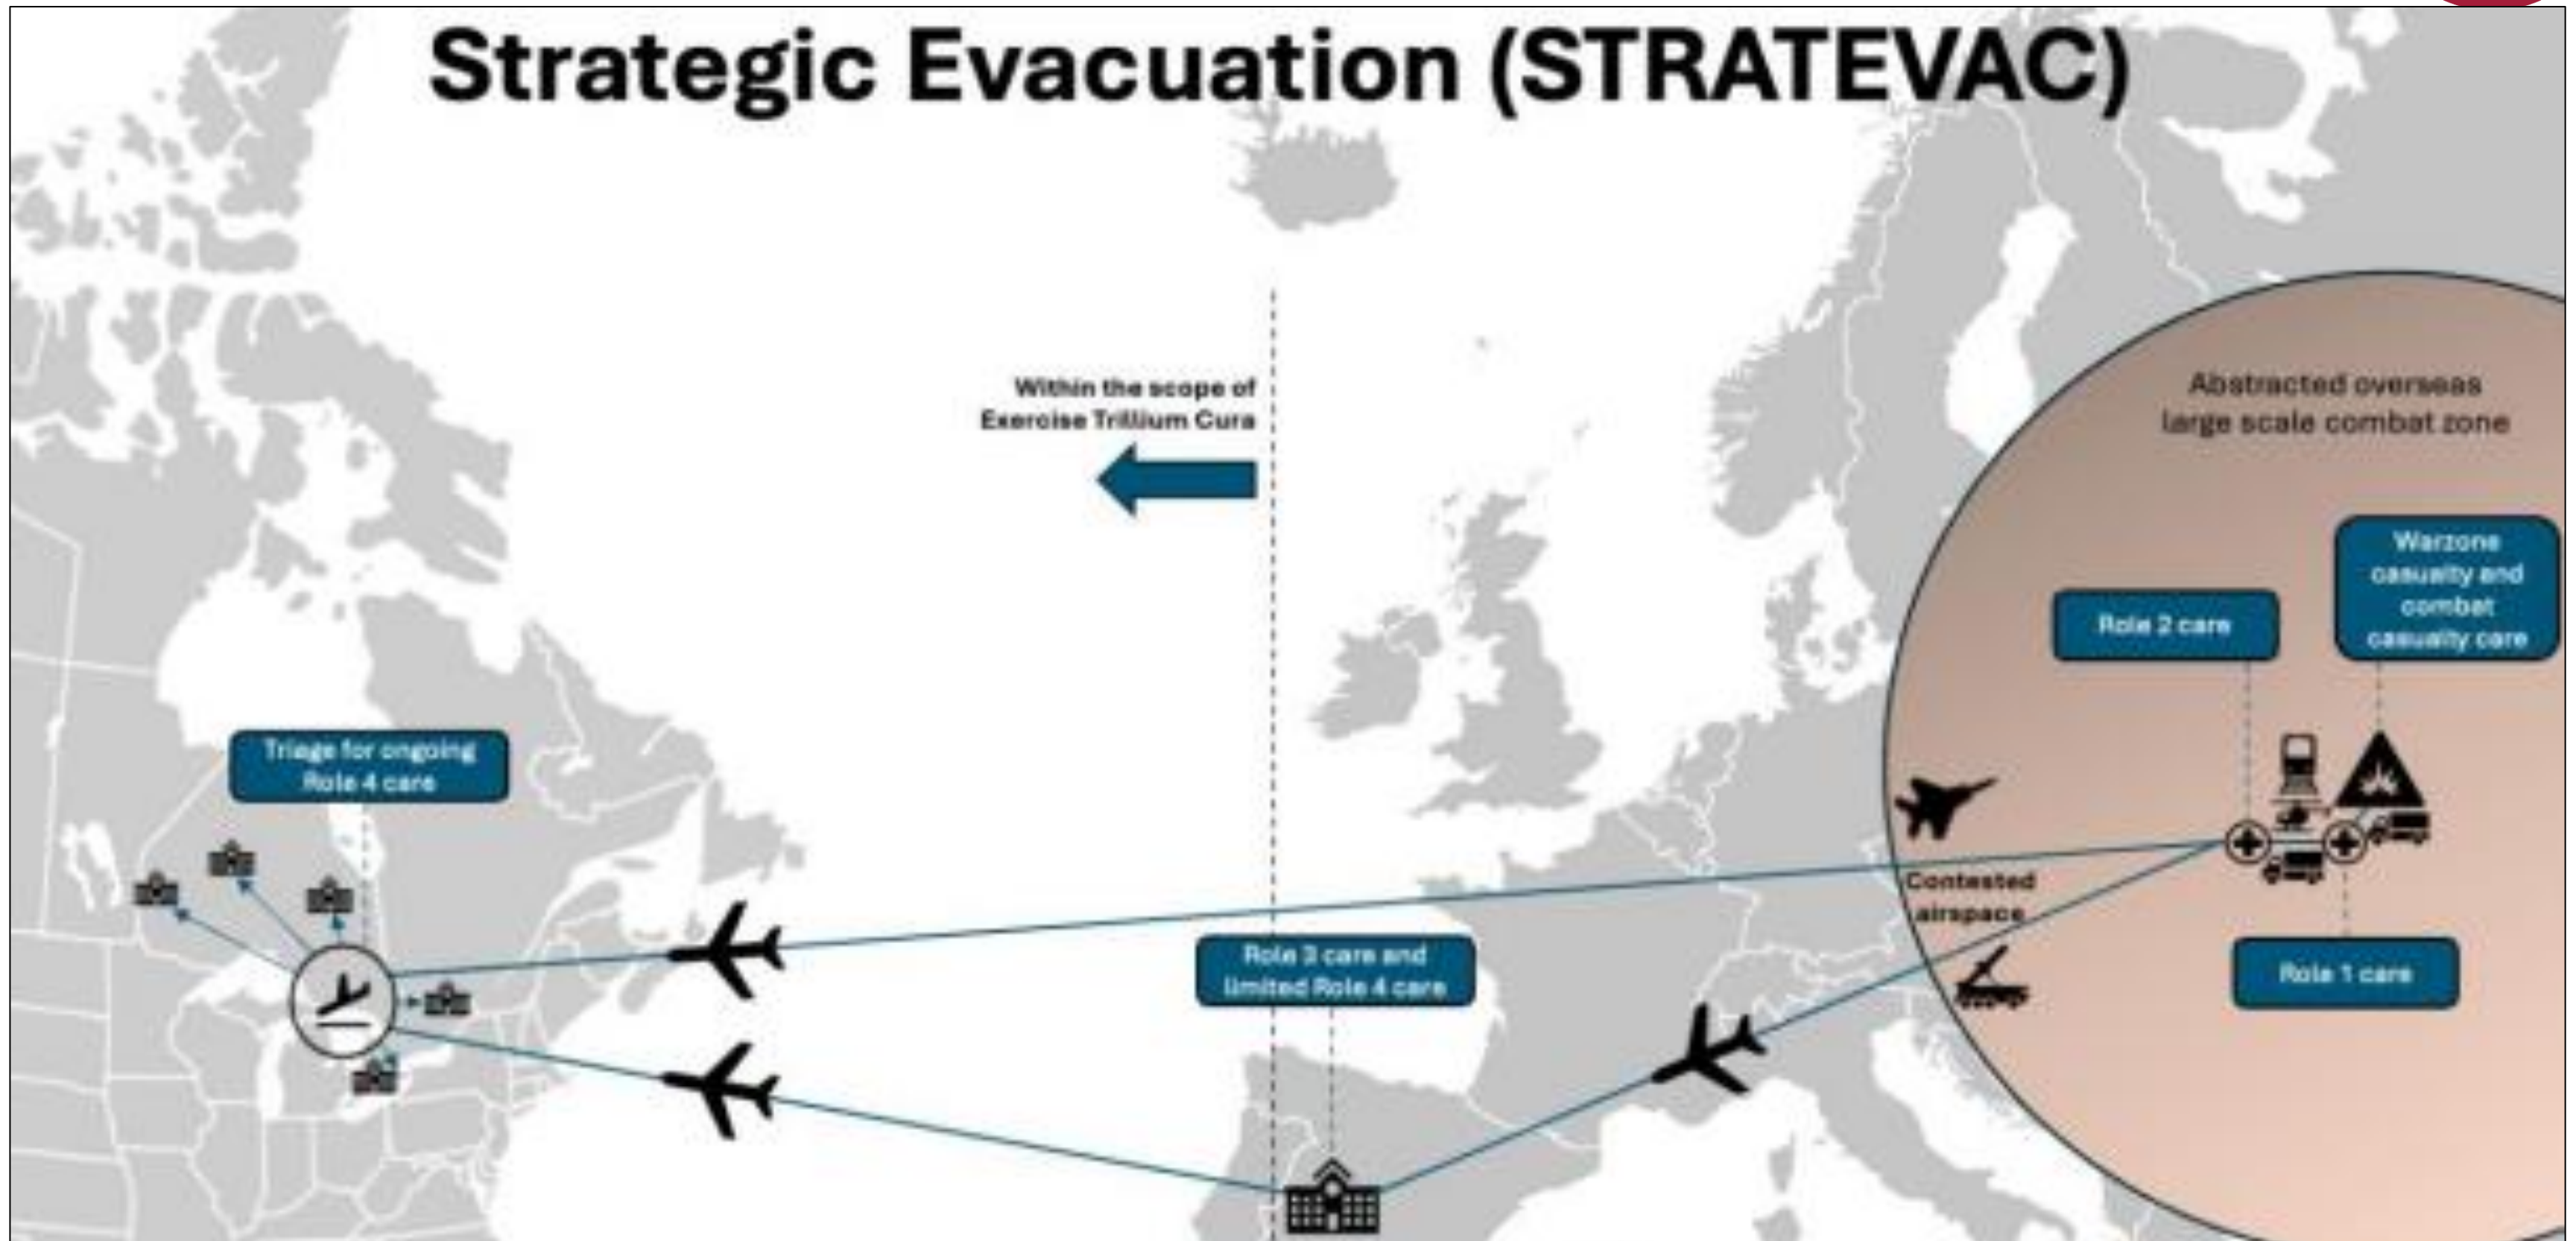 Strategic Evacuation (STRATEVAC)
Within the scope of
Exercise Trillium Cura
Abstracted overseas
large scale combat zone
Warzone
casualty and
combat
casualty care
Role 2 care
Triage for ongoing
Role 4 care
Contested
airspace
Role 3 care and
limited Role 4 care
Role 1 care